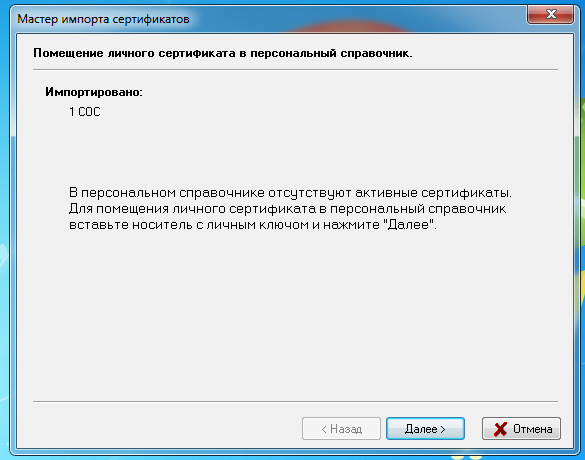 Мастер импорта сертификатов
Помещение личного сертификата в персональный справочник.
Импортировано:
1 СОС
В персональном справочнике отсутствуют активные сертификаты.
Для помещения личного сертификата в персональный справочник
вставьте носитель с личным ключом и нажмите "Далее".
< Назад
Далее >
Отмена